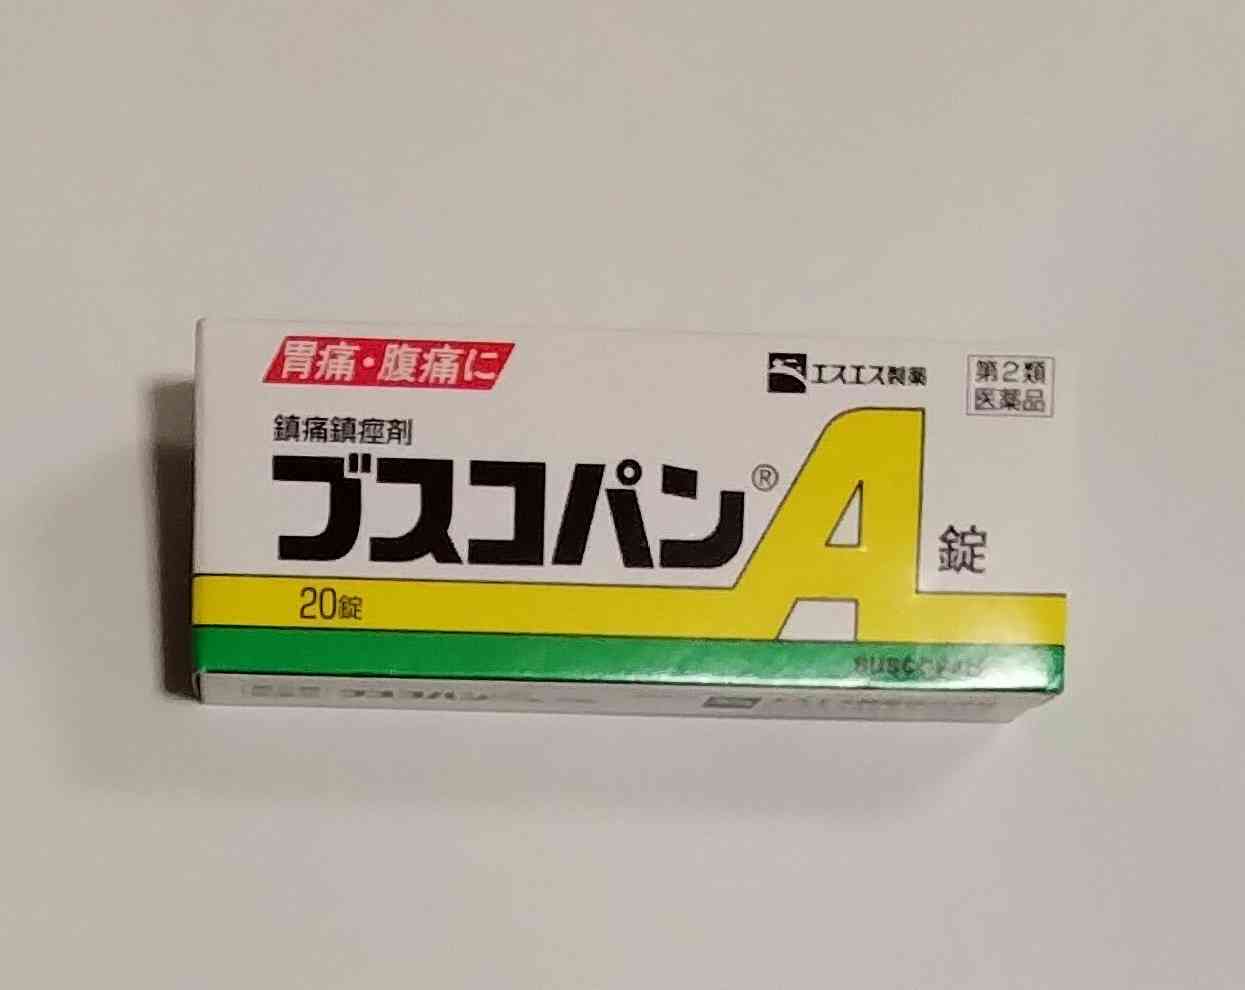 胃痛・腹痛に
エスエス製薬
第2類
医薬品
鎮痛鎮痙剤
ブスコパン®A錠
20錠